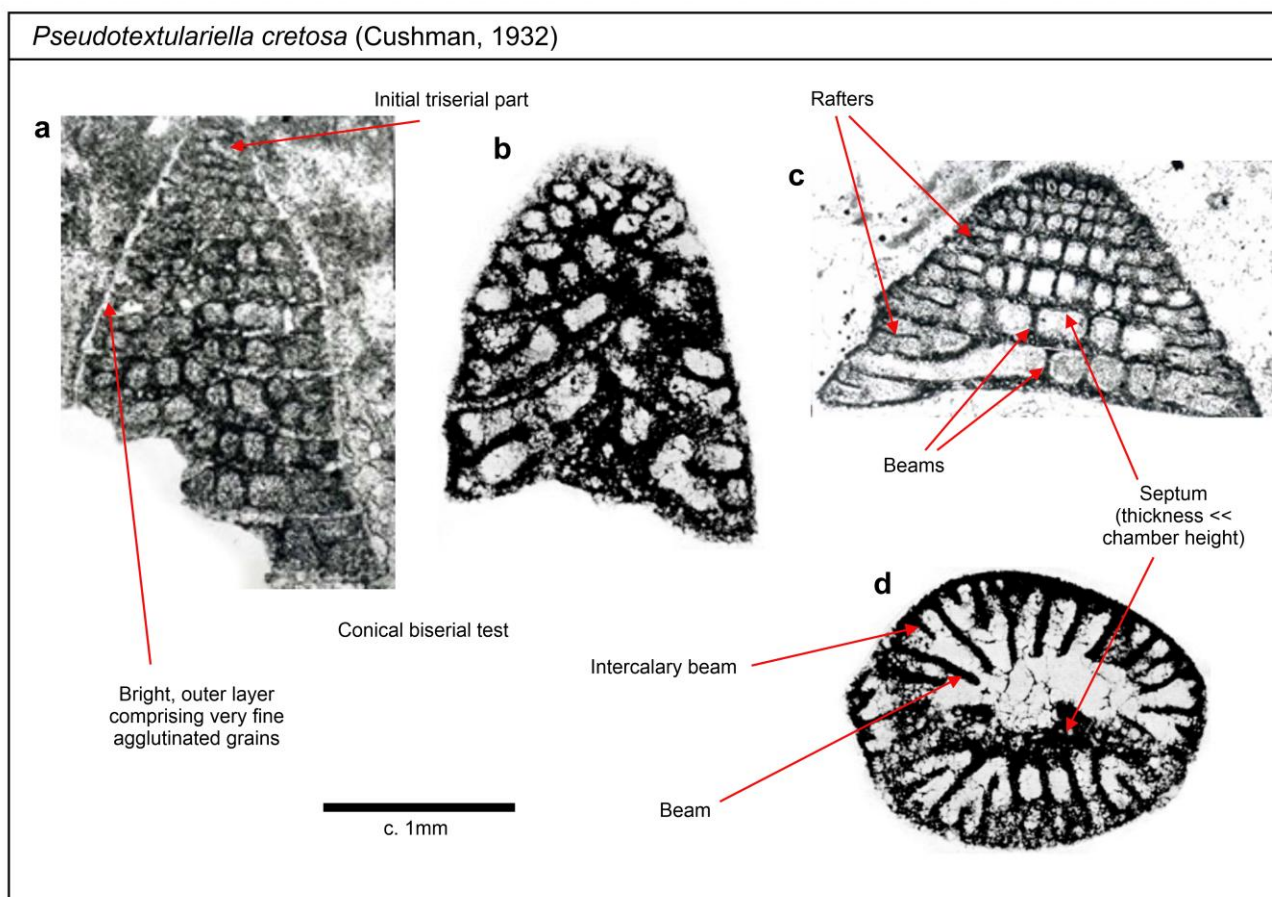 Pseudotextulariella cretosa (Cushman, 1932)
Initial triserial part
Rafters
a
b
c
Beams
Septum
(thickness <<
chamber height)
d
Conical biserial test
Intercalary beam
Bright, outer layer
comprising very fine
agglutinated grains
Beam
c. 1mm